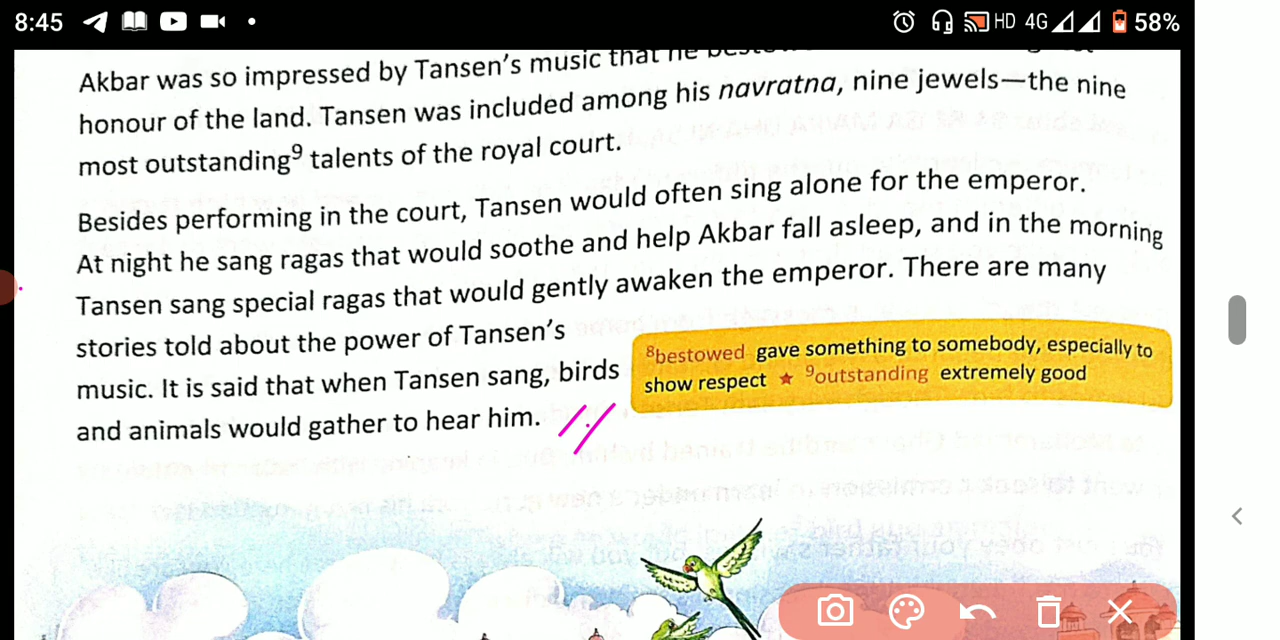 8:45
HD 4G 58%
Akbar was so impressed by Tansen's music that he
honour of the land. Tansen was included among his navratna, nine jewels—the nine
most outstanding⁹ talents of the royal court.
Besides performing in the court, Tansen would often sing alone for the emperor.
At night he sang ragas that would soothe and help Akbar fall asleep, and in the morning
Tansen sang special ragas that would gently awaken the emperor. There are many
stories told about the power of Tansen's
music. It is said that when Tansen sang, birds
and animals would gather to hear him.
⁸bestowed gave something to somebody, especially to
show respect ★ ⁹outstanding extremely good